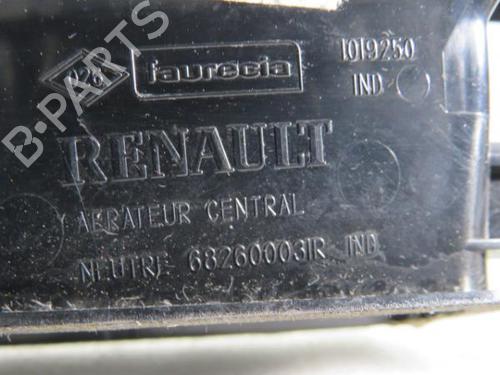 faurecia 1019250
IND
RENAULT
AERATEUR CENTRAL
NEUTRE 682600031R IND
B-PARTS